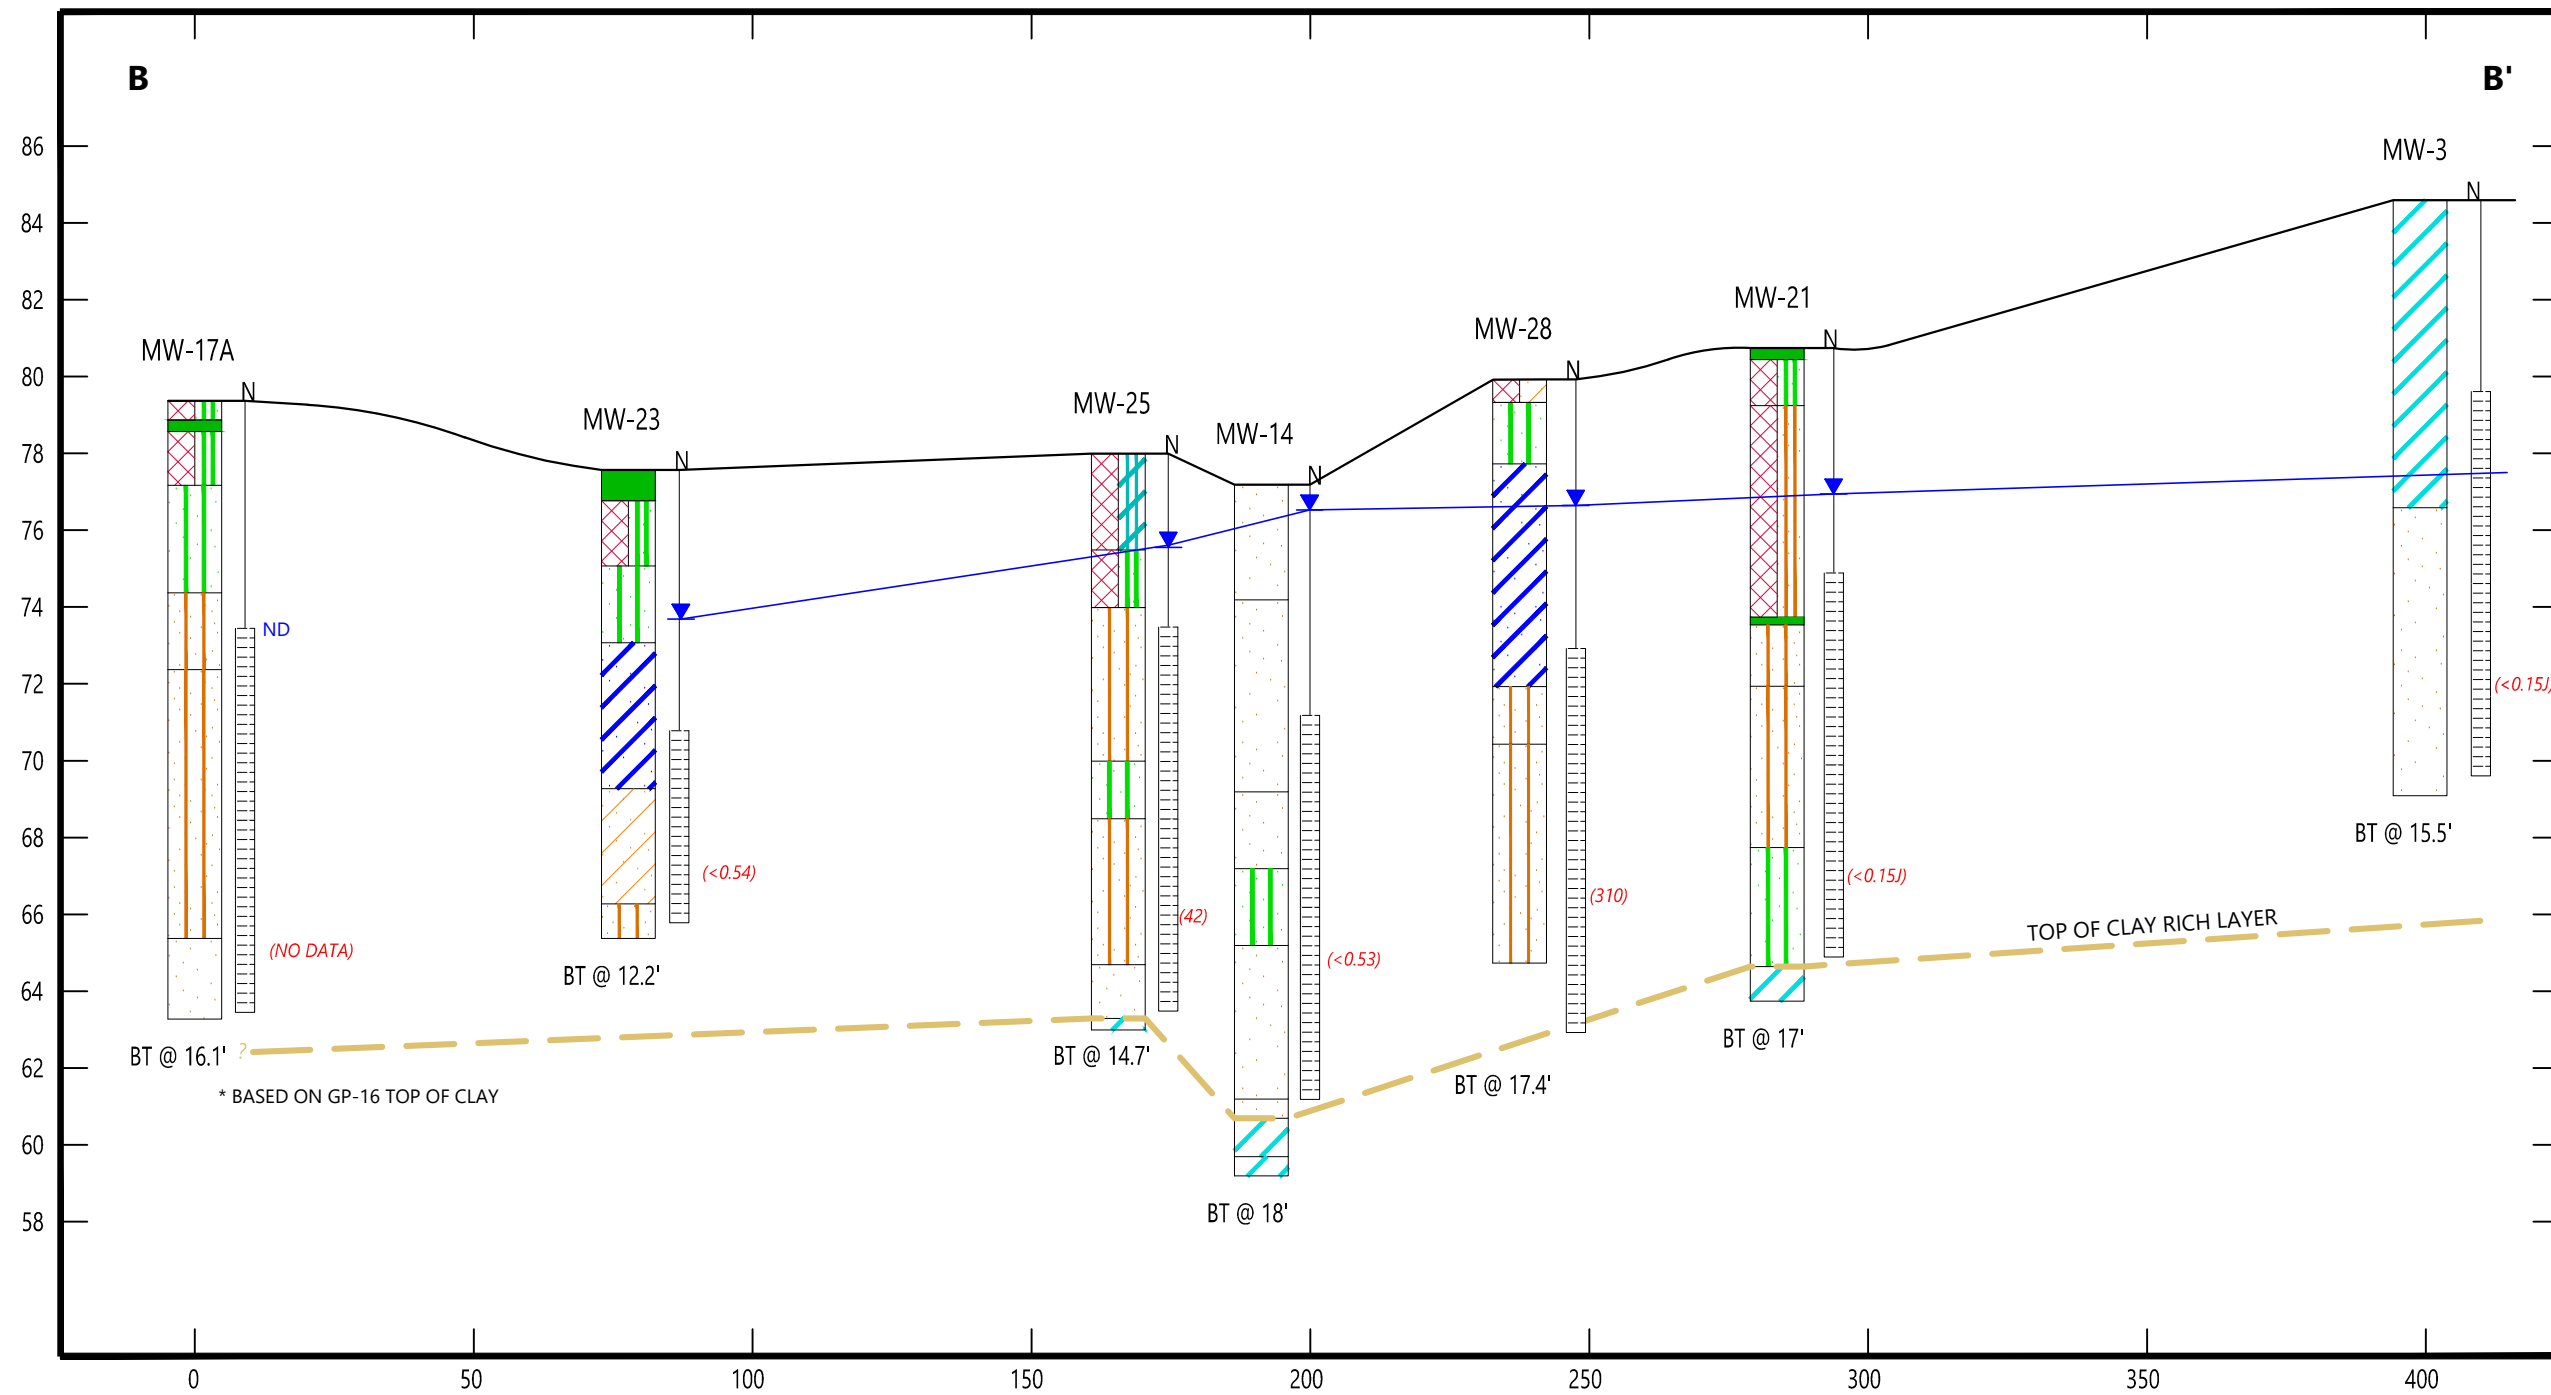 B
B'
86
84
82
80
78
76
74
72
70
68
66
64
62
60
58
MW-3
N
MW-21
N
MW-28
N
MW-17A
N
MW-25
N
MW-23
N
MW-14
N
ND
(<0.15J)
BT @ 15.5'
(<0.54)
(<0.15J)
(310)
(42)
TOP OF CLAY RICH LAYER
(NO DATA)
(<0.53)
BT @ 12.2'
BT @ 17'
BT @ 16.1'
?
BT @ 14.7'
BT @ 17.4'
* BASED ON GP-16 TOP OF CLAY
BT @ 18'
0
50
100
150
200
250
300
350
400